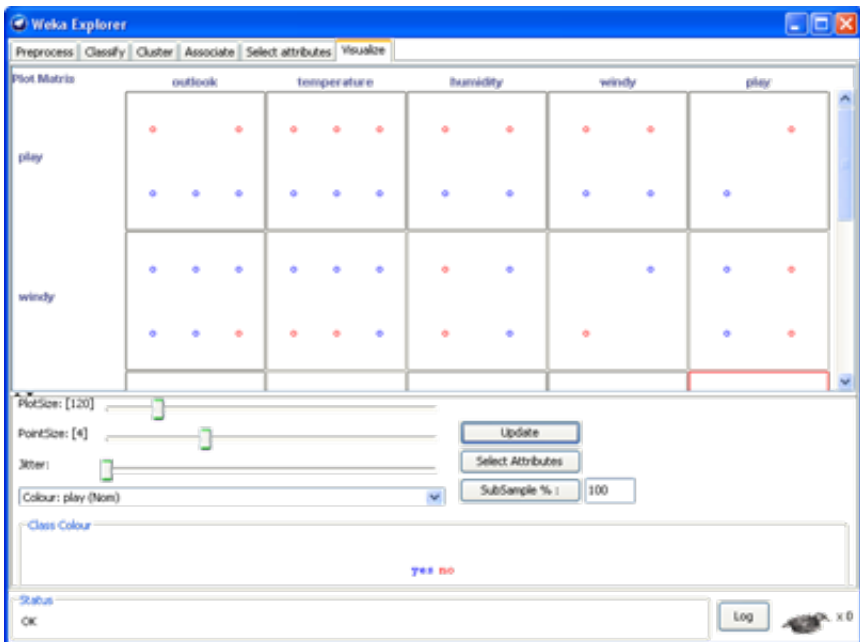 Weka Explorer
Preprocess Classify Cluster Associate Select attributes Visualize
Plot Matrix outlook temperature humidity windy play
play
windy
PlotSize: [120]
PointSize: [4]
Update
Jitter:
Select Attributes
Colour: play (Nom)
SubSample % : 100
Class Colour
yes no
Status
OK
Log
x 0